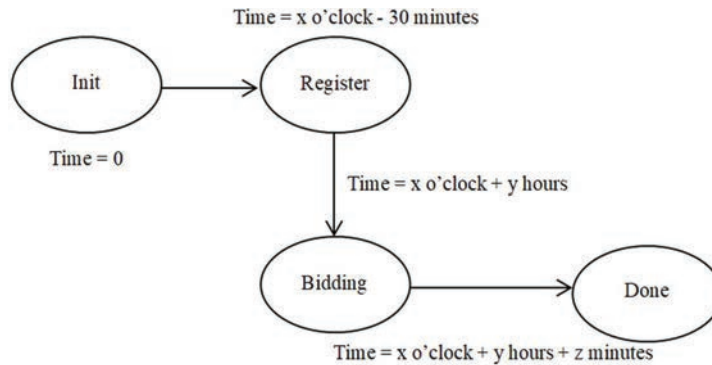 Time = x o’clock - 30 minutes
Init
Register
Time = 0
Time = x o’clock + y hours
Bidding
Done
Time = x o’clock + y hours + z minutes